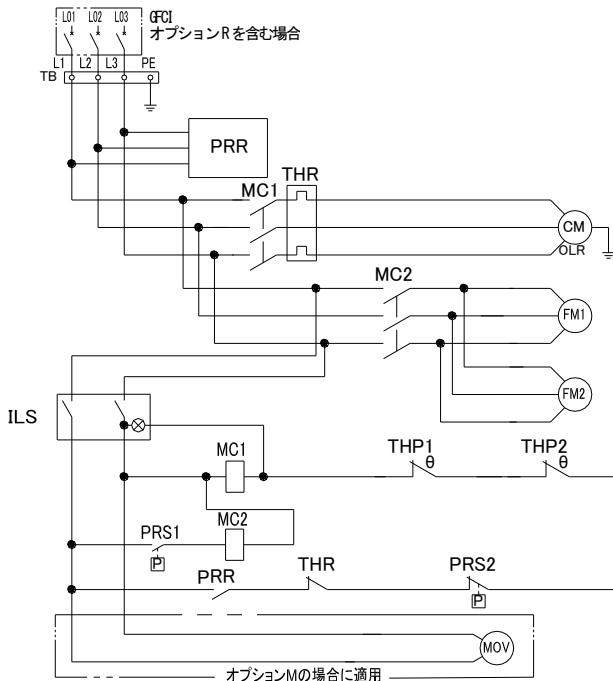 L01 L02 L03 GFCI
オプションRを含む場合
L1 L2 L3 PE
TB
PRR
THR
MC1
CM
OLR
MC2
FM1
FM2
ILS
MC1
THP1 THP2
θ θ
MC2
PRS1
P
PRR THR PRS2
P
MOV
オプションMの場合に適用